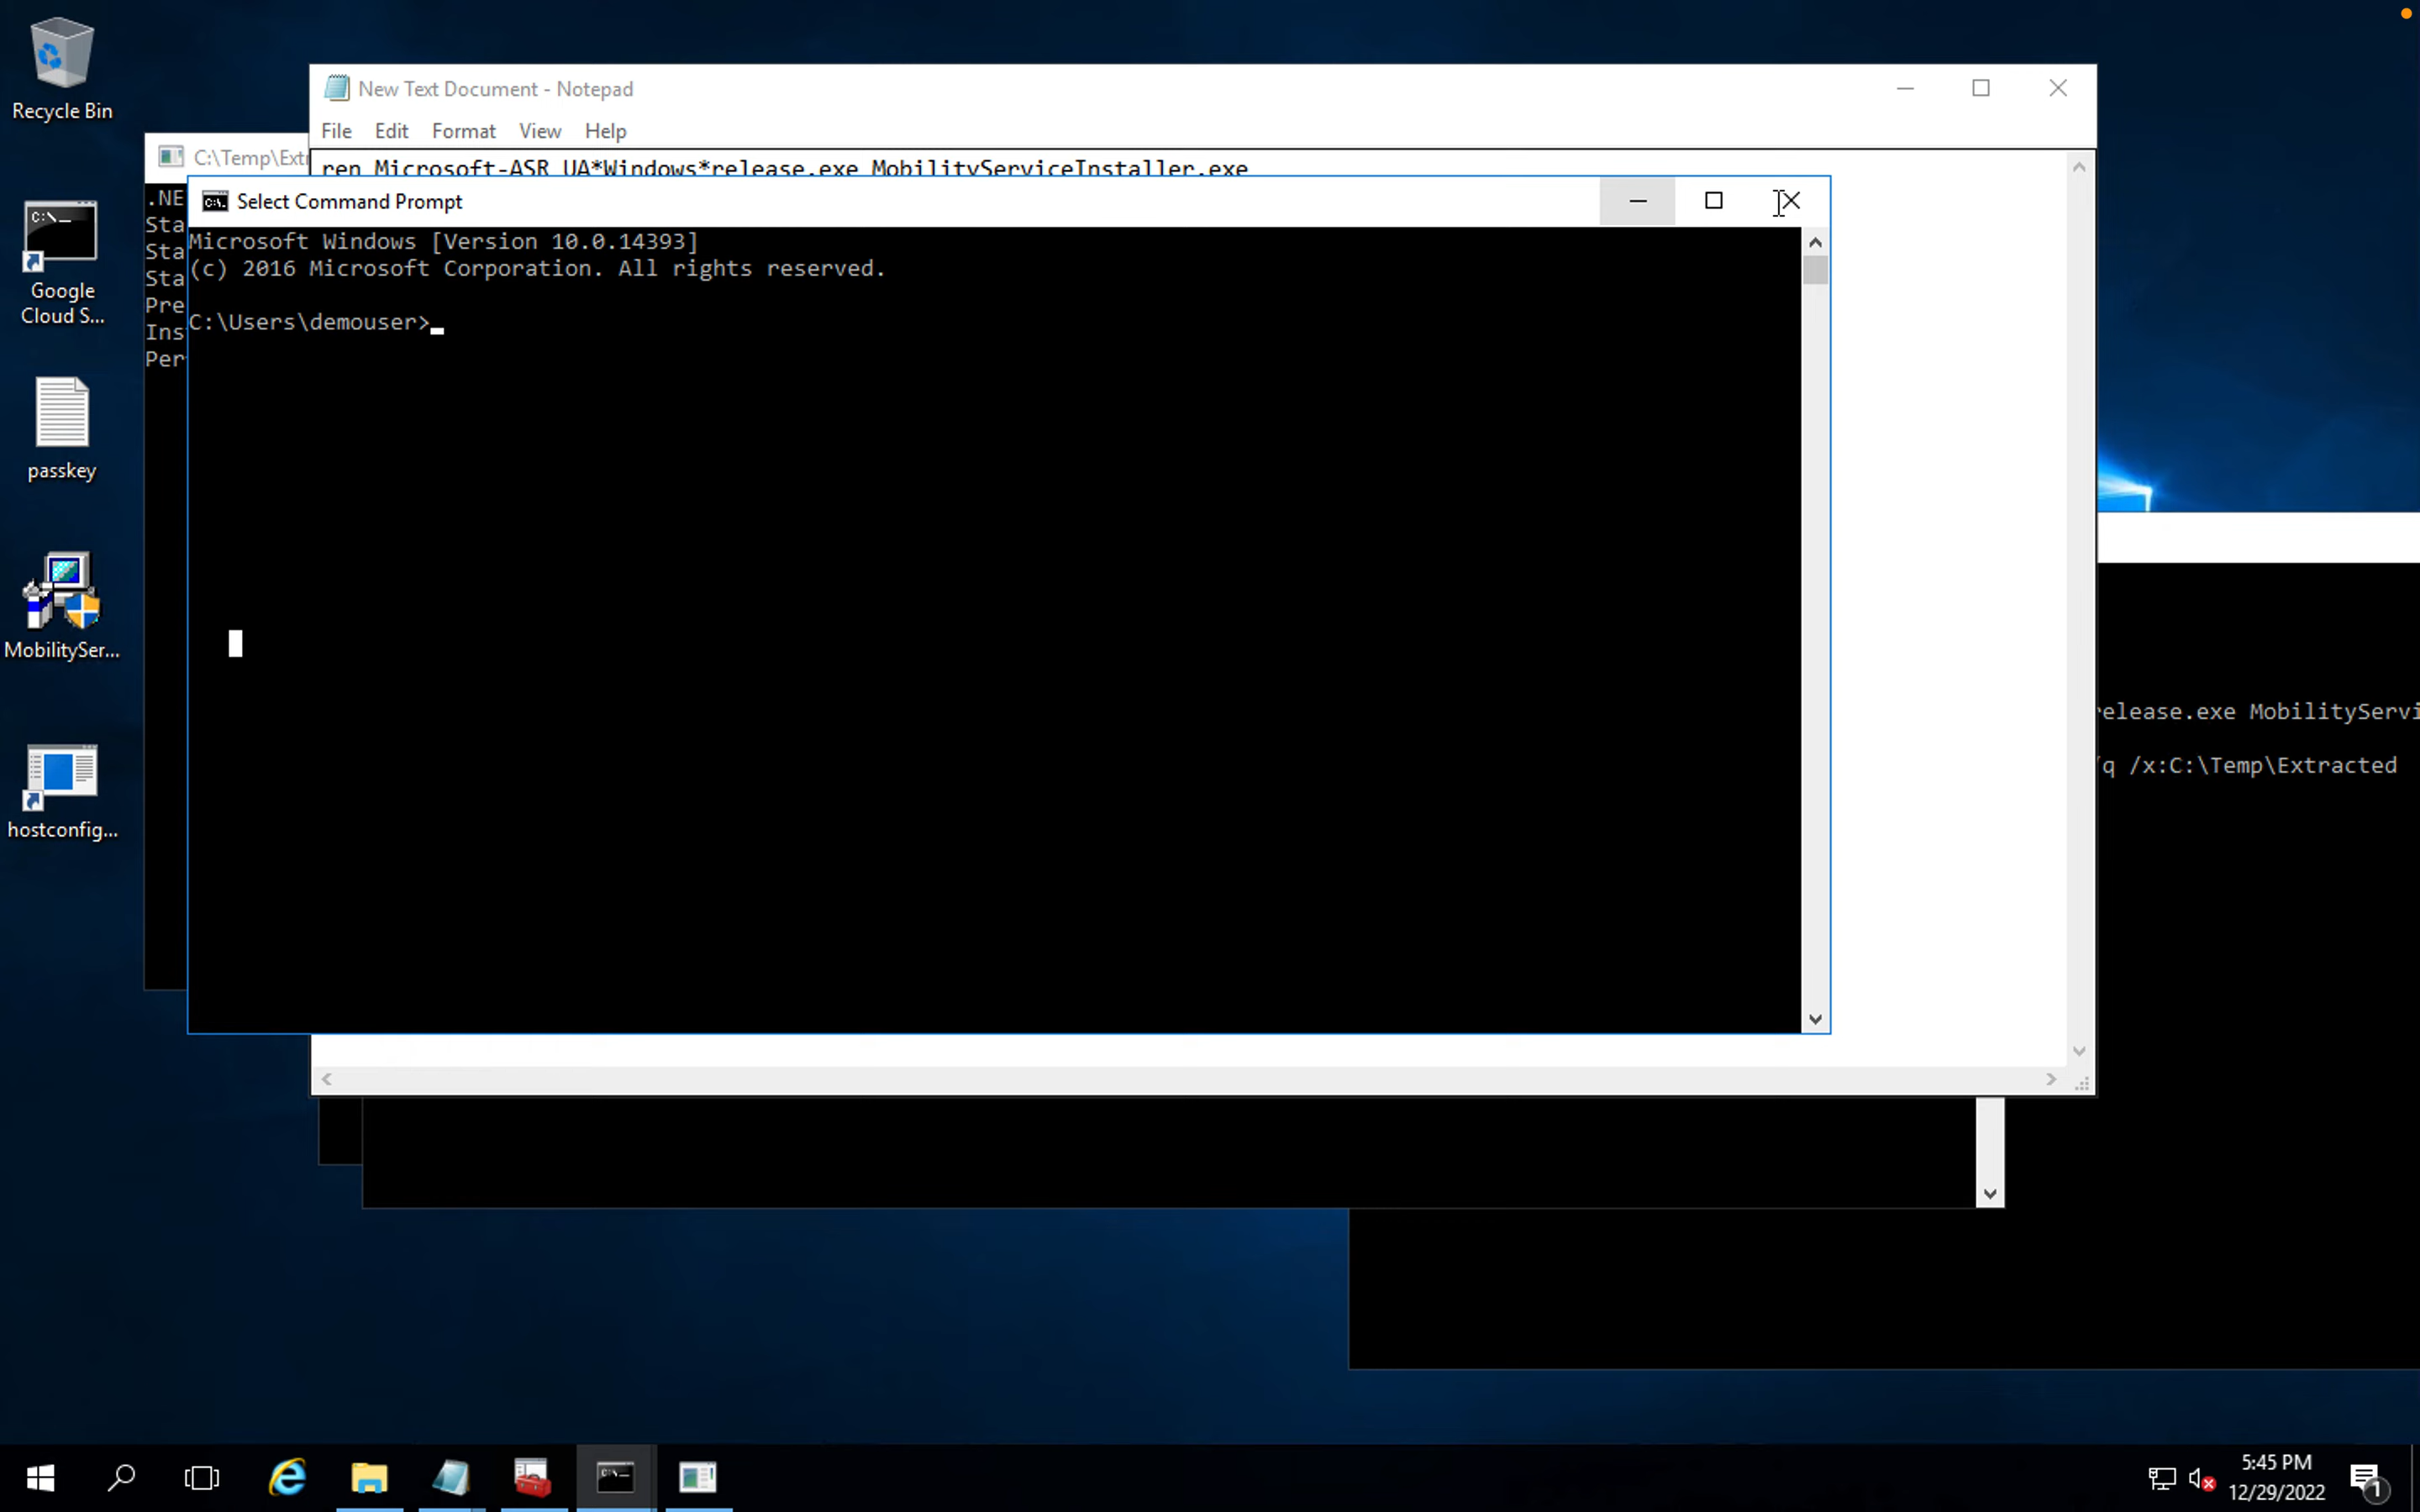 Recycle Bin
Google
Cloud S...
passkey
MobilitySer...
hostconfig...
New Text Document - Notepad
File Edit Format View Help
ren Microsoft-ASR_UA*Windows*release.exe MobilityServiceInstaller.exe
C:\Temp\Extr
.NE
Sta
Sta
Sta
Pre
Ins
Per
Select Command Prompt
Microsoft Windows [Version 10.0.14393]
(c) 2016 Microsoft Corporation. All rights reserved.
C:\Users\demouser>
release.exe MobilityServi
/q /x:C:\Temp\Extracted
5:45 PM
12/29/2022
1